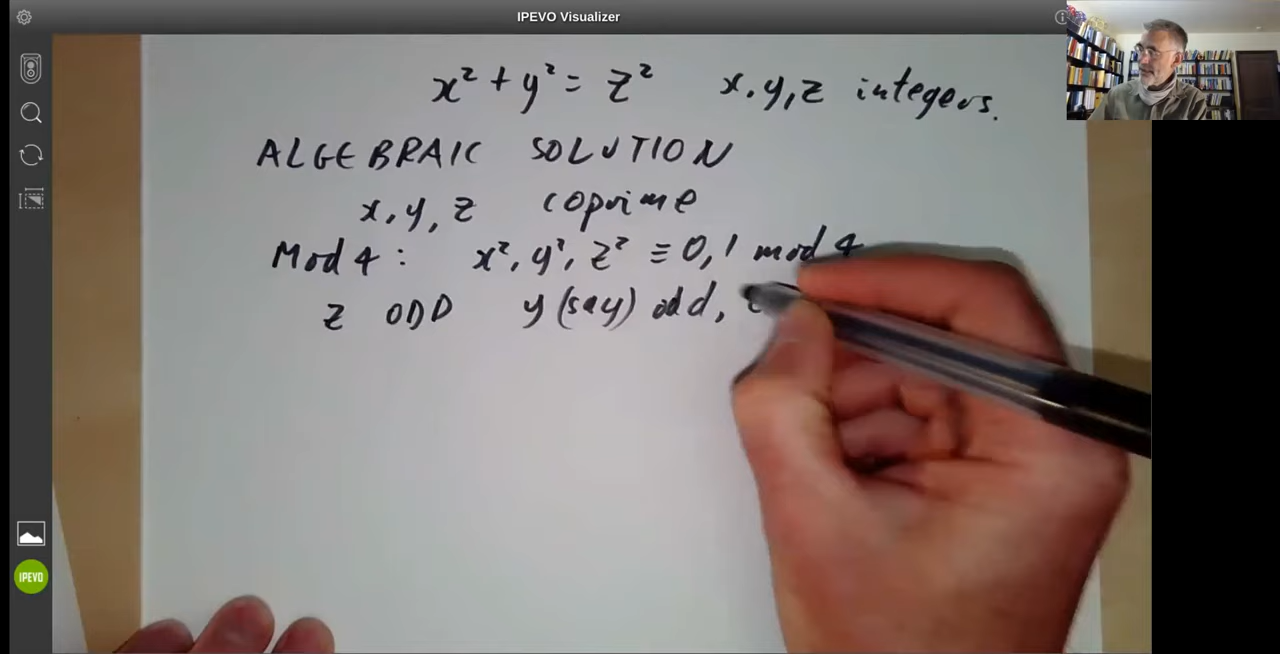 IPEVO Visualizer
x² + y² = z² x, y, z integers.
ALGEBRAIC SOLUTION
x, y, z coprime
Mod 4: x², y², z² ≡ 0, 1 mod 4
z ODD y (say) odd,
IPEVO